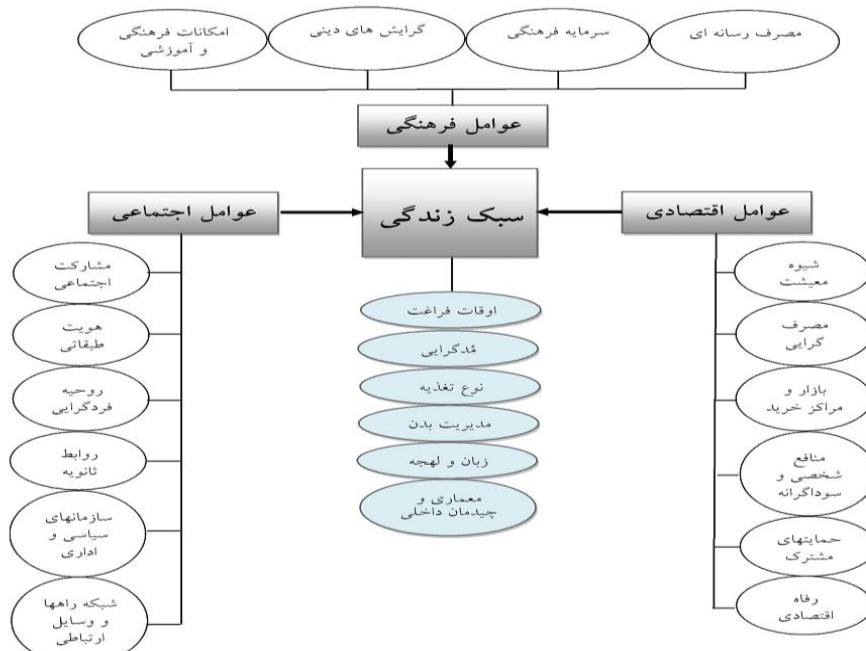 مصرف رسانه ای
سرمایه فرهنگی
گرایش های دینی
امکانات فرهنگی
و آموزشی
عوامل فرهنگی
عوامل اقتصادی
سبک زندگی
عوامل اجتماعی
شیوه
معیشت
مصرف
گرایی
بازار و
مراکز خرید
منافع
شخصی و
سوداگرانه
حمایتهای
مشترک
رفاه
اقتصادی
اوقات فراغت
مُدگرایی
نوع تغذیه
مدیریت بدن
زبان و لهجه
معماری و
چیدمان داخلی
مشارکت
اجتماعی
هویت
طبقاتی
روحیه
فردگرایی
روابط
ثانویه
سازمانهای
سیاسی و
اداری
شبکه راهها
و وسایل
ارتباطی